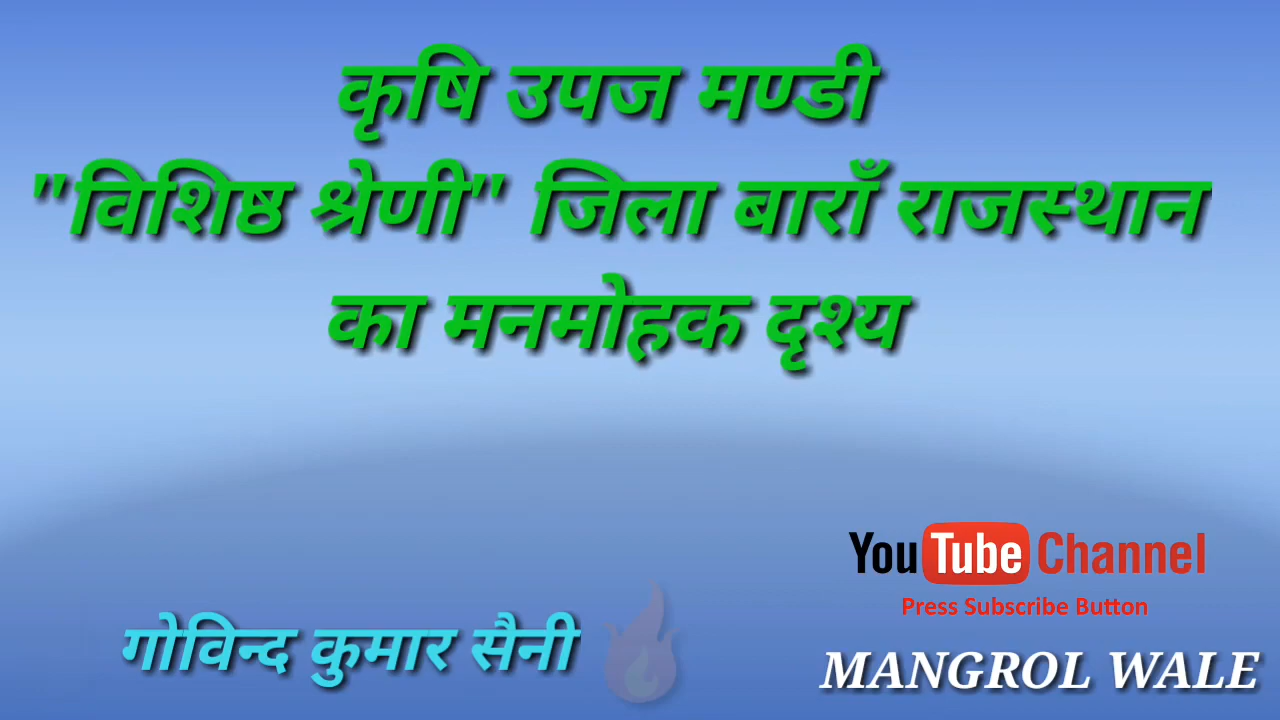 कृषि उपज मण्डी
"विशिष्ठ श्रेणी" जिला बाराँ राजस्थान
का मनमोहक दृश्य
YouTube Channel
Press Subscribe Button
गोविन्द कुमार सैनी
MANGROL WALE